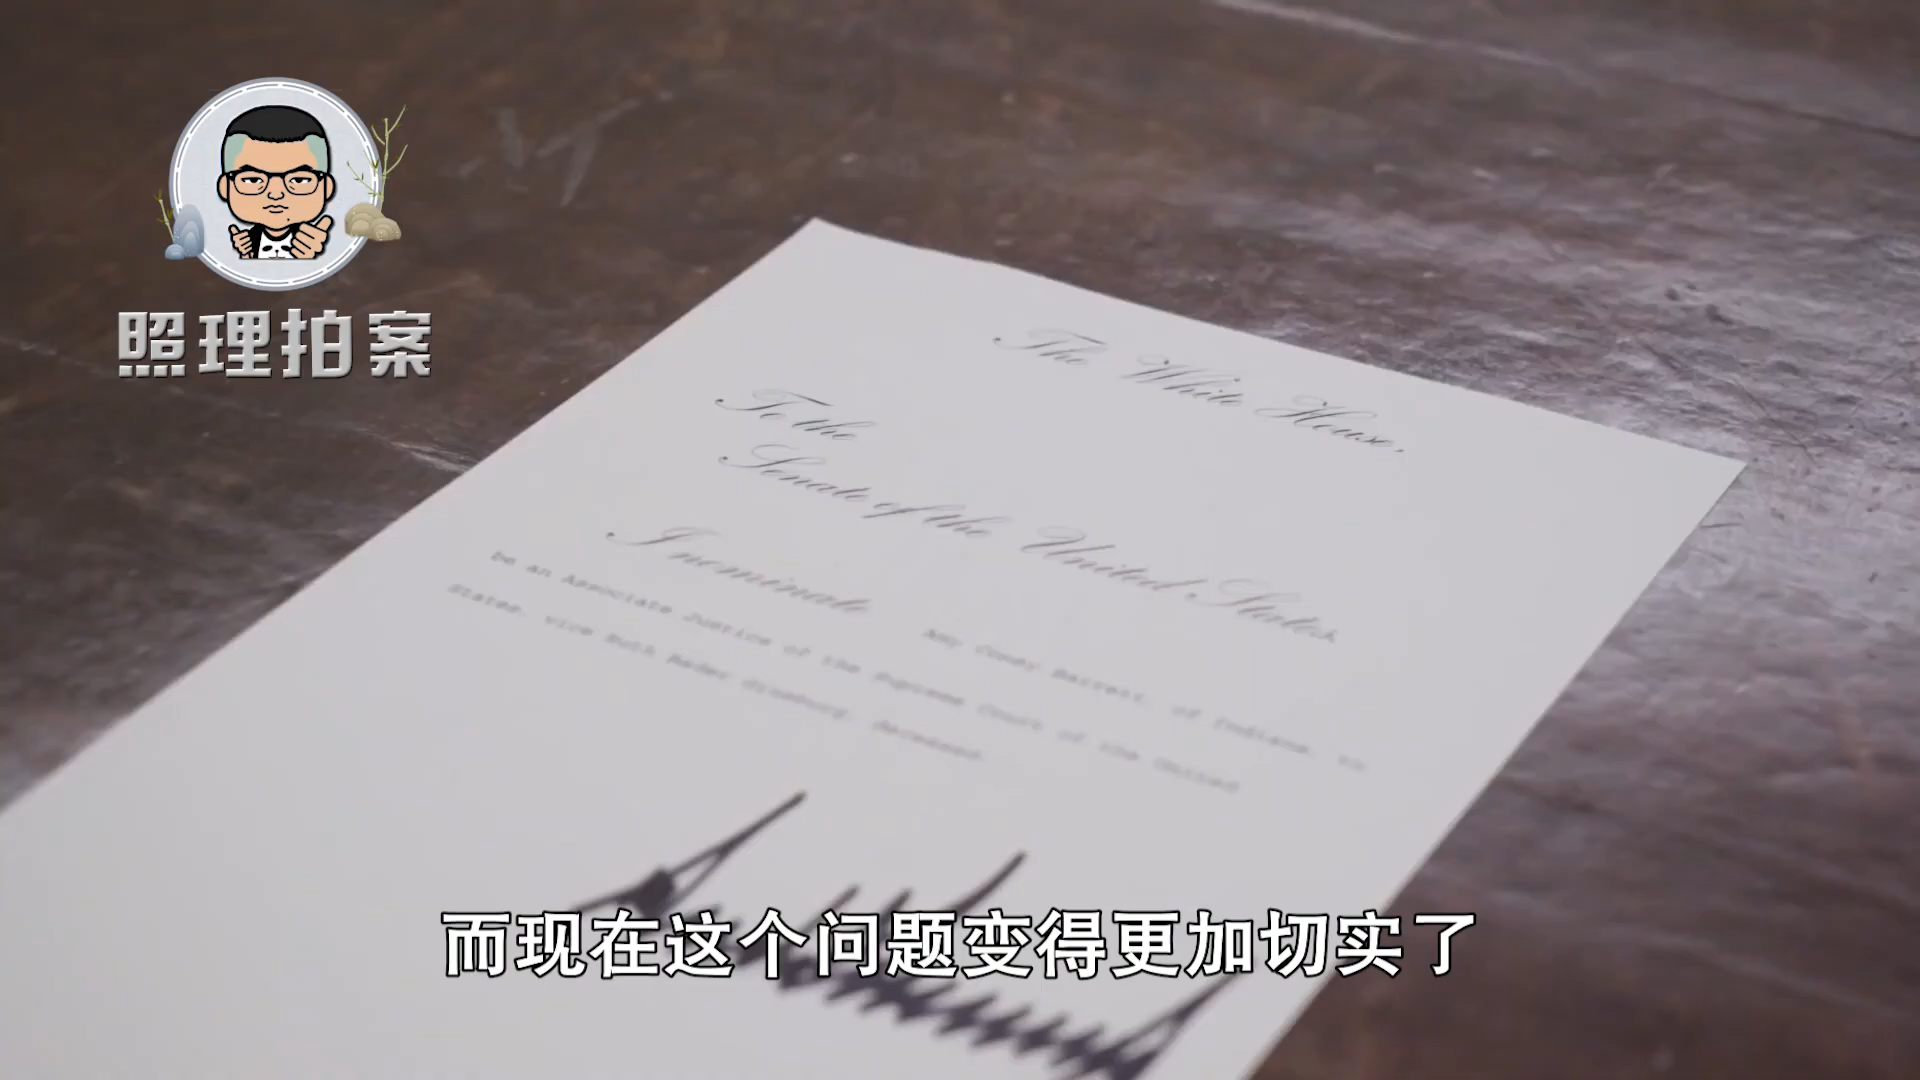 照理拍案
The White House,
To the
Senate of the United States.
I nominate Amy Coney Barrett, of Indiana, to
be an Associate Justice of the Supreme Court of the United
States, vice Ruth Bader Ginsburg, deceased.
而现在这个问题变得更加切实了